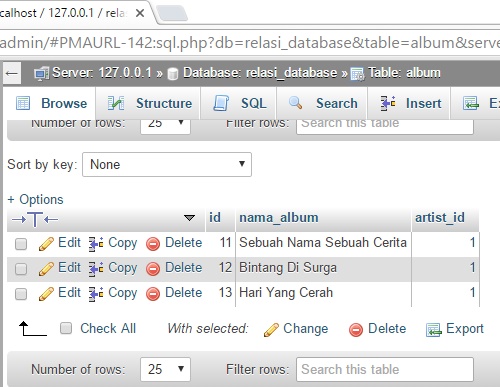 calhost / 127.0.0.1 / rela
admin/#PMAURL-142:sql.php?db=relasi_database&table=album&serve
Server: 127.0.0.1 » Database: relasi_database » Table: album
Browse Structure SQL Search Insert E
Number of rows: 25 Filter rows: Search this table
Sort by key: None
+ Options
id nama_album artist_id
Edit Copy Delete 11 Sebuah Nama Sebuah Cerita 1
Edit Copy Delete 12 Bintang Di Surga 1
Edit Copy Delete 13 Hari Yang Cerah 1
Check All With selected: Change Delete Export
Number of rows: 25 Filter rows: Search this table